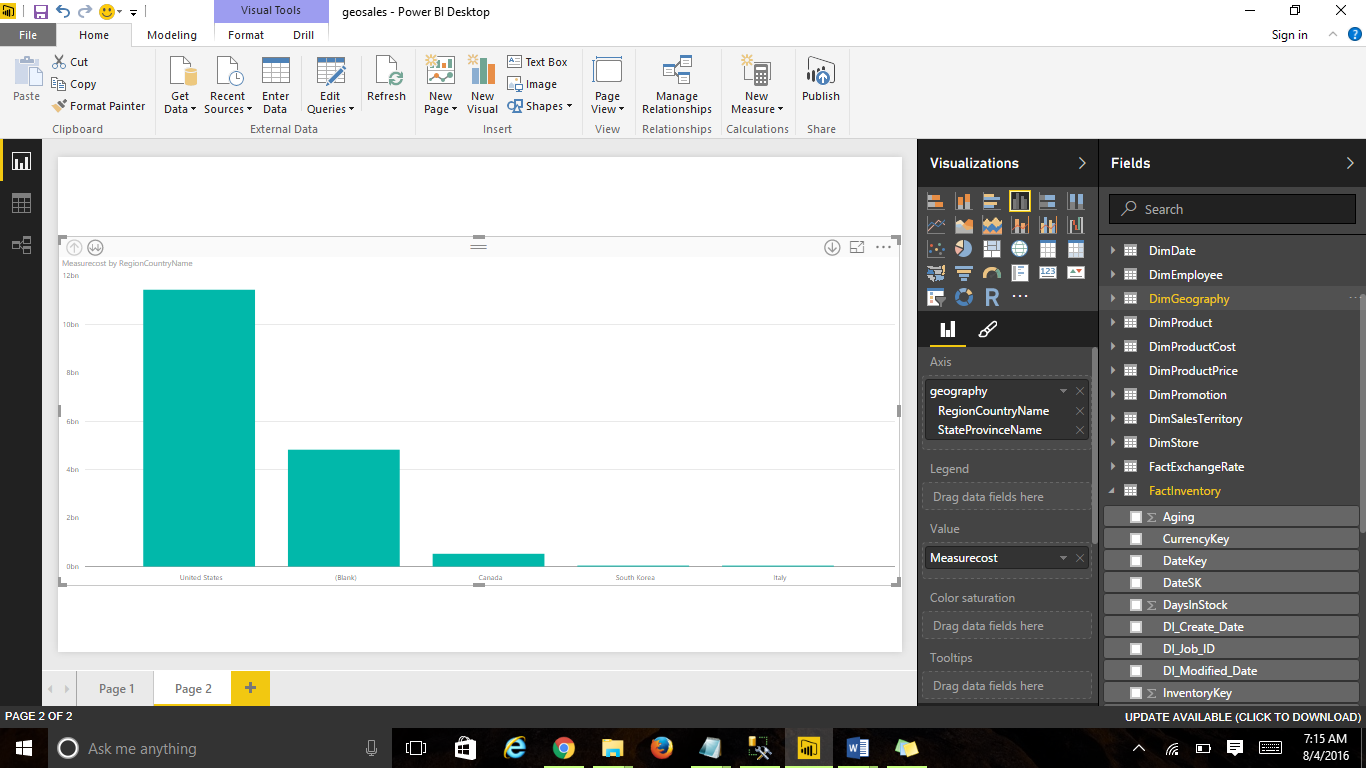 Visual Tools
geosales - Power BI Desktop
File
Home
Modeling
Format
Drill
Sign in
Paste
Cut
Copy
Format Painter
Clipboard
Get Data
Recent Sources
Enter Data
Edit Queries
Refresh
External Data
New Page
New Visual
Text Box
Image
Shapes
Insert
Page View
View
Manage Relationships
Relationships
New Measure
Calculations
Publish
Share
Measurecost by RegionCountryName
12bn
10bn
8bn
6bn
4bn
2bn
0bn
United States
(Blank)
Canada
South Korea
Italy
Visualizations
R
123
Axis
geography
RegionCountryName
StateProvinceName
Legend
Drag data fields here
Value
Measurecost
Color saturation
Drag data fields here
Tooltips
Drag data fields here
Fields
Search
DimDate
DimEmployee
DimGeography
DimProduct
DimProductCost
DimProductPrice
DimPromotion
DimSalesTerritory
DimStore
FactExchangeRate
FactInventory
Σ Aging
CurrencyKey
DateKey
DateSK
Σ DaysInStock
DI_Create_Date
DI_Job_ID
DI_Modified_Date
Σ InventoryKey
Page 1
Page 2
PAGE 2 OF 2
UPDATE AVAILABLE (CLICK TO DOWNLOAD)
Ask me anything
7:15 AM
8/4/2016